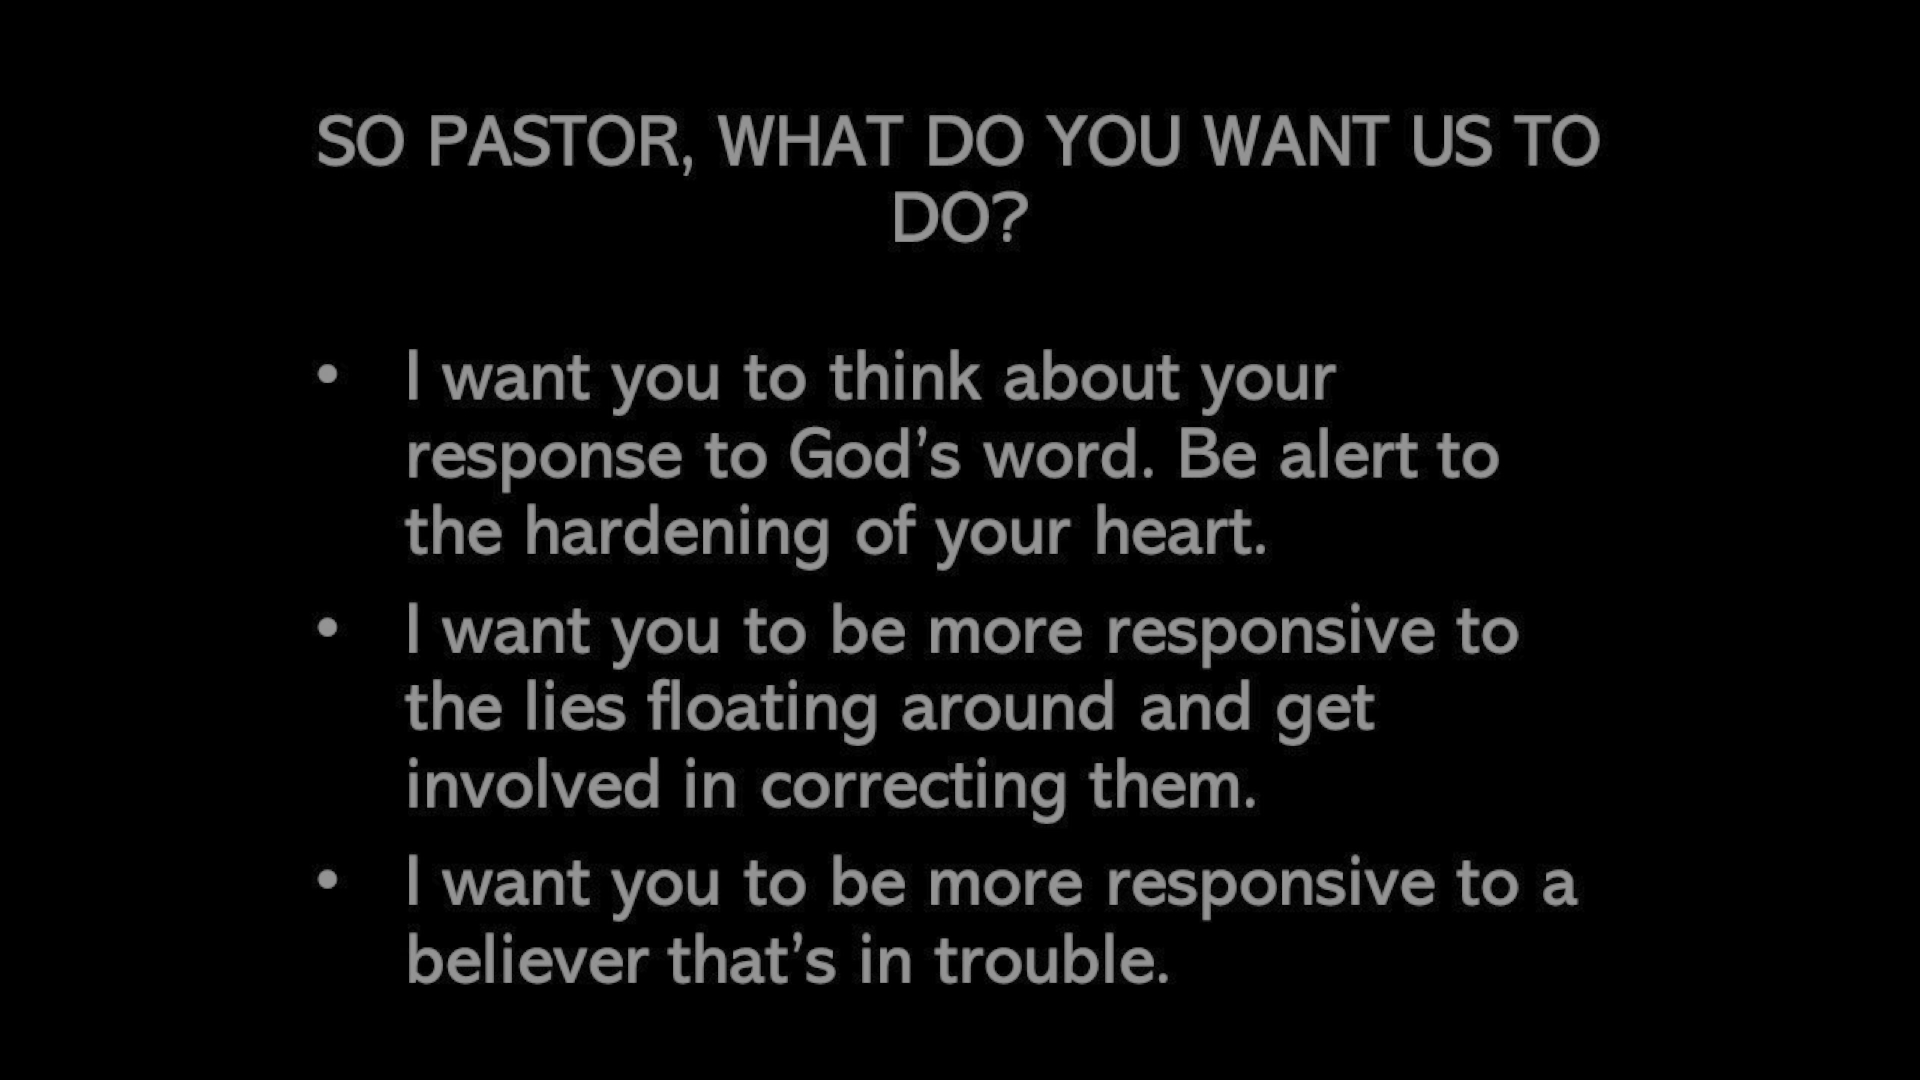 SO PASTOR, WHAT DO YOU WANT US TO
DO?
• I want you to think about your
response to God’s word. Be alert to
the hardening of your heart.
• I want you to be more responsive to
the lies floating around and get
involved in correcting them.
• I want you to be more responsive to a
believer that’s in trouble.